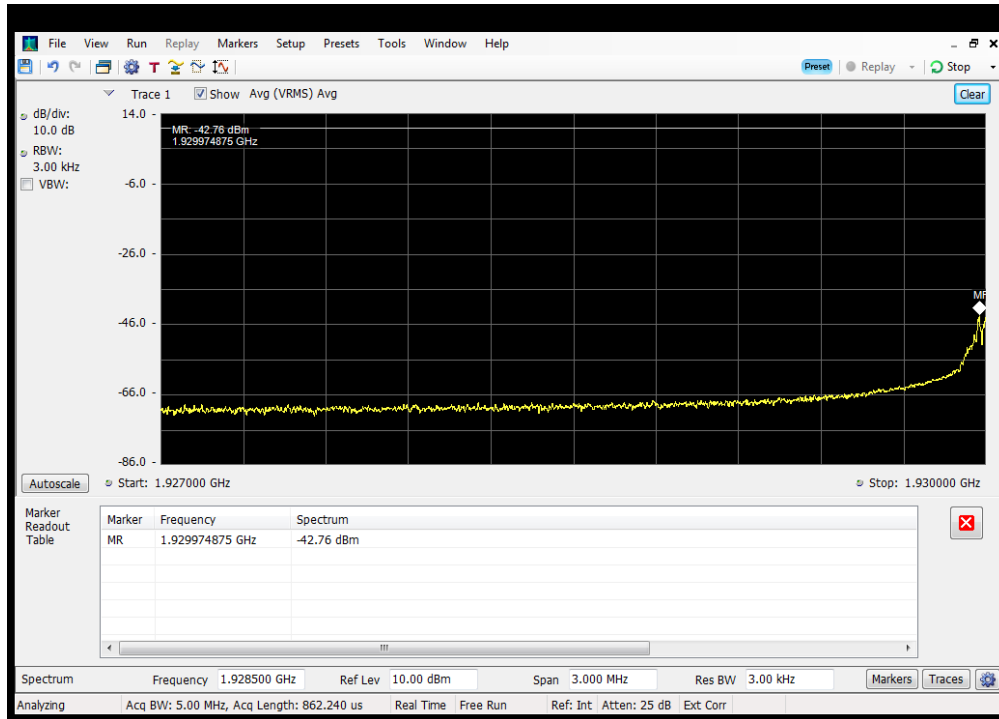 File View Run Replay Markers Setup Presets Tools Window Help
T Preset Replay Stop
Trace 1 Show Avg (VRMS) Avg Clear
dB/div:
10.0 dB
RBW:
3.00 kHz
VBW:
14.0
-6.0
-26.0
-46.0
-66.0
-86.0
MR: -42.76 dBm
1.929974875 GHz
MR
Autoscale Start: 1.927000 GHz Stop: 1.930000 GHz
Marker
Readout
Table
Marker Frequency Spectrum
MR 1.929974875 GHz -42.76 dBm
Spectrum Frequency 1.928500 GHz Ref Lev 10.00 dBm Span 3.000 MHz Res BW 3.00 kHz Markers Traces
Analyzing Acq BW: 5.00 MHz, Acq Length: 862.240 us Real Time Free Run Ref: Int Atten: 25 dB Ext Corr